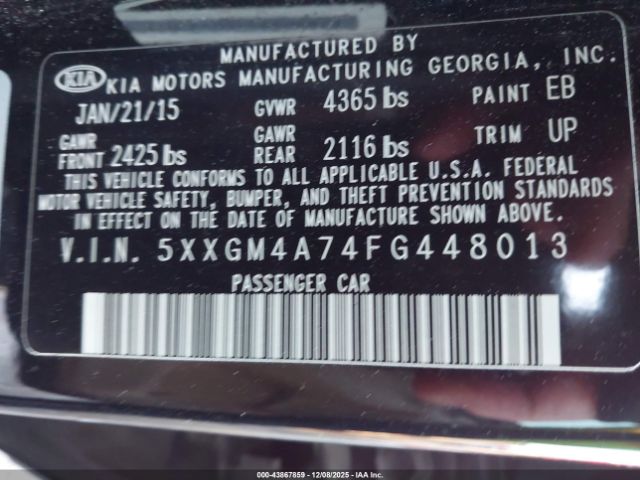 MANUFACTURED BY
KIA KIA MOTORS MANUFACTURING GEORGIA, INC.
JAN/21/15 GVWR 4365 lbs PAINT EB
GAWR FRONT 2425 lbs GAWR REAR 2116 lbs TRIM UP
THIS VEHICLE CONFORMS TO ALL APPLICABLE U.S.A. FEDERAL
MOTOR VEHICLE SAFETY, BUMPER, AND THEFT PREVENTION STANDARDS
IN EFFECT ON THE DATE OF MANUFACTURE SHOWN ABOVE.
V.I.N. 5XXGM4A74FG448013
PASSENGER CAR
000-43867859 - 12/08/2025 - IAA Inc.